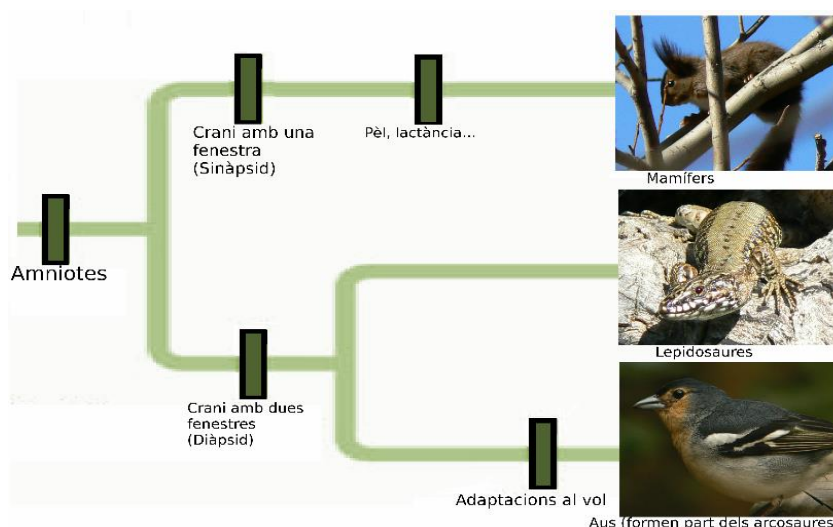 Crani amb una
fenestra
(Sinàpsid)
Pèl, lactància...
Mamífers
Amniotes
Lepidosaures
Crani amb dues
fenestres
(Diàpsid)
Adaptacions al vol
Aus (formen part dels arcosaures